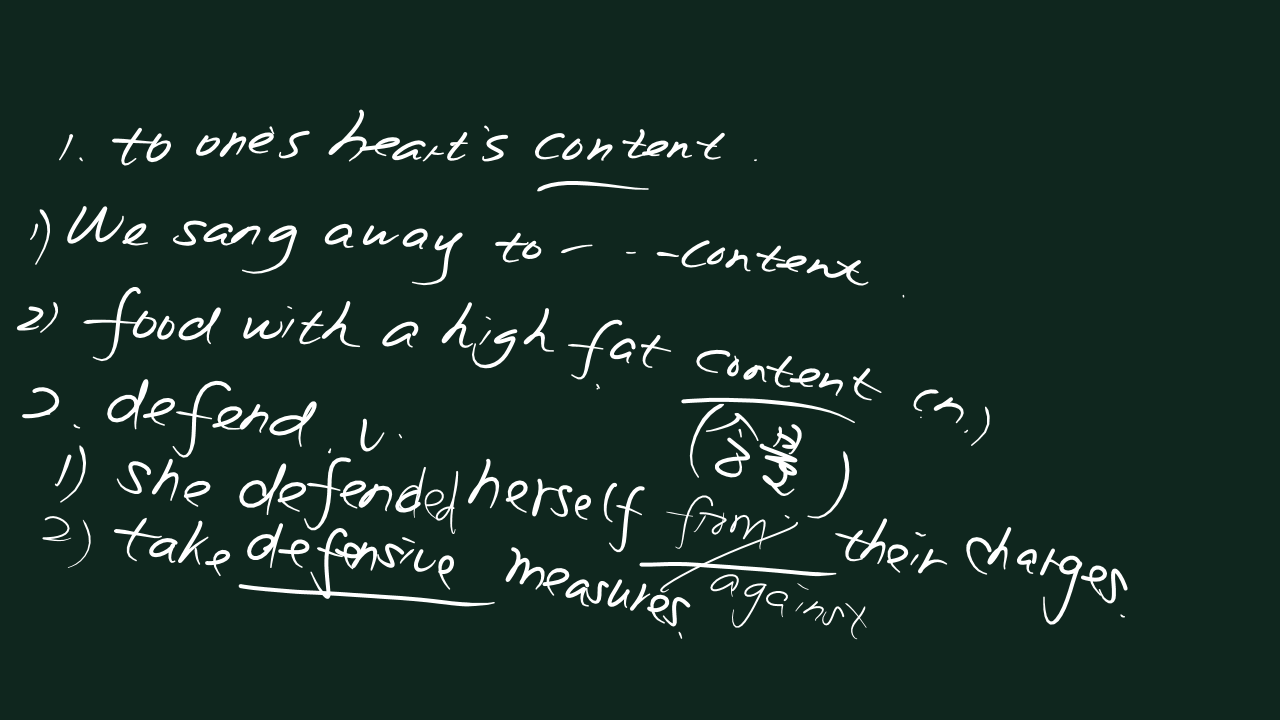 1. to one's heart's content.
1) We sang away to - - - -content.
2) food with a high fat content (n.)
(含量)
2. defend v.
1) she defended herself from their charges.
against
2) take defensive measures.